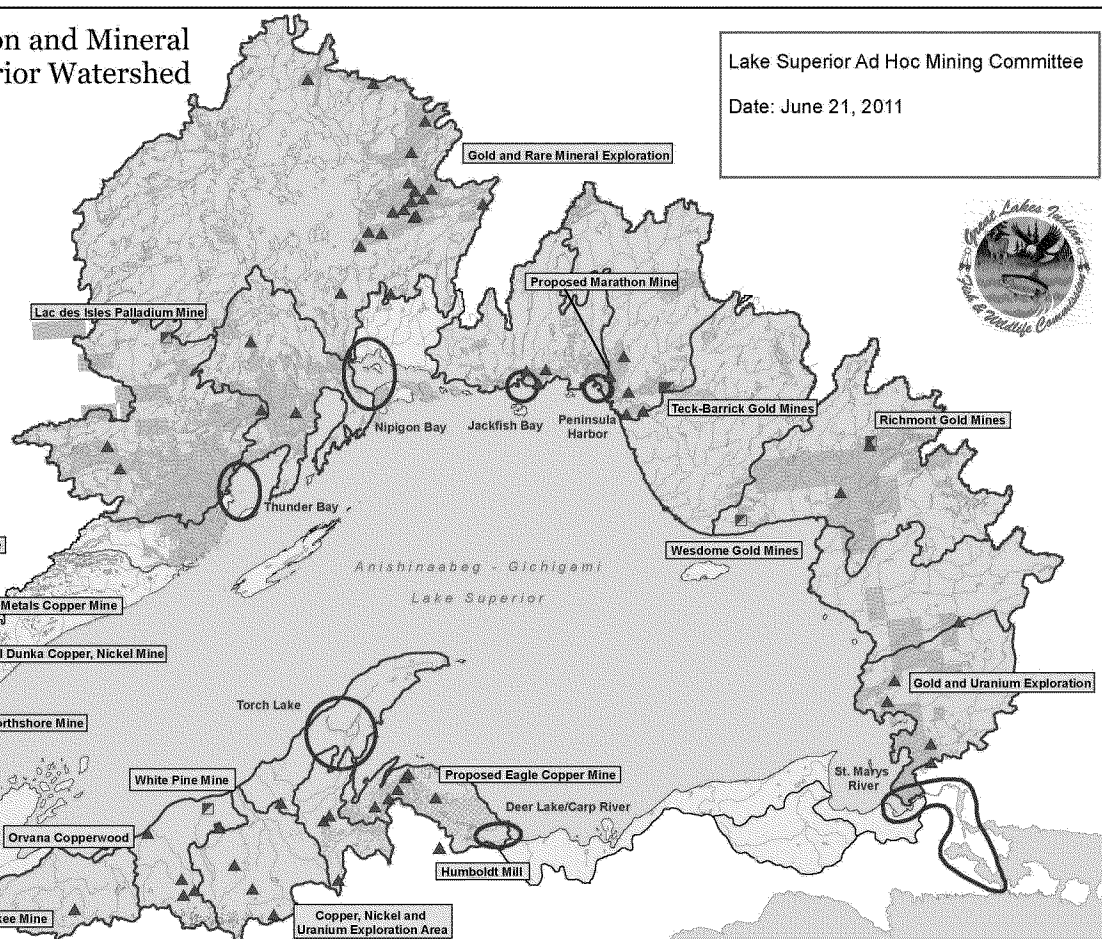 on and Mineral
rior Watershed
Lake Superior Ad Hoc Mining Committee
Date: June 21, 2011
Great Lakes Indian
Fish & Wildlife Commission
Gold and Rare Mineral Exploration
Proposed Marathon Mine
Lac des Isles Palladium Mine
Teck-Barrick Gold Mines
Richmont Gold Mines
Nipigon Bay
Jackfish Bay
Peninsula
Harbor
Thunder Bay
Wesdome Gold Mines
Anishinaabeg - Gichigami
Lake Superior
Metals Copper Mine
l Dunka Copper, Nickel Mine
Gold and Uranium Exploration
Torch Lake
orthshore Mine
White Pine Mine
Proposed Eagle Copper Mine
St. Marys
River
Deer Lake/Carp River
Orvana Copperwood
Humboldt Mill
Copper, Nickel and
Uranium Exploration Area
kee Mine